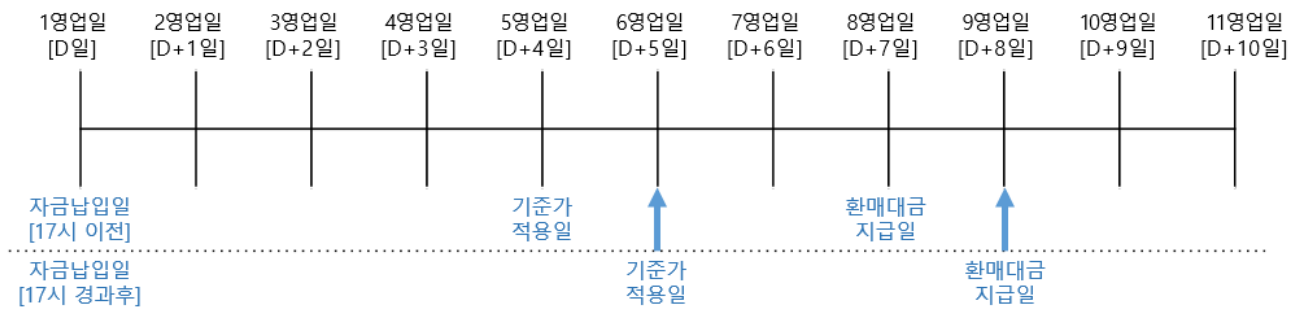 1영업일 2영업일 3영업일 4영업일 5영업일 6영업일 7영업일 8영업일 9영업일 10영업일 11영업일
[D일] [D+1일] [D+2일] [D+3일] [D+4일] [D+5일] [D+6일] [D+7일] [D+8일] [D+9일] [D+10일]
자금납입일 기준가 환매대금
[17시 이전] 적용일 지급일
자금납입일 기준가 환매대금
[17시 경과후] 적용일 지급일